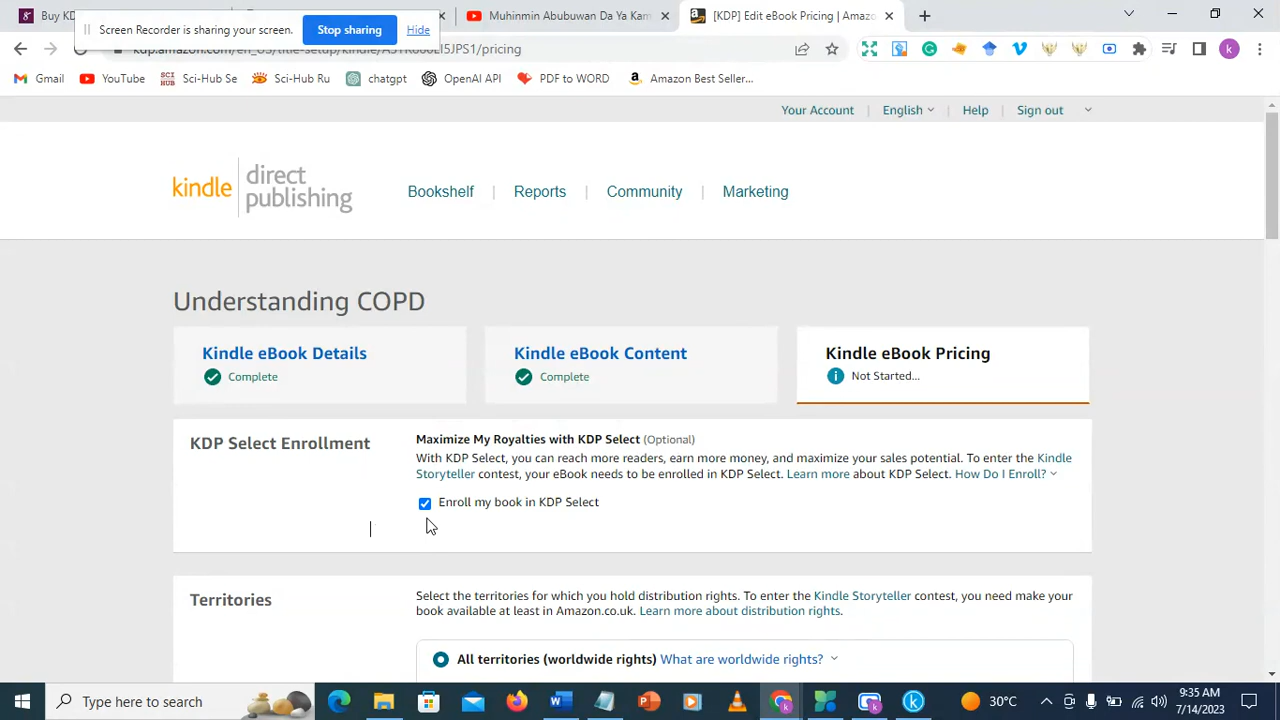 Buy KD
Muhinmin Abubuwan Da Ya Kam
[KDP] Edit eBook Pricing | Amazo
Screen Recorder is sharing your screen.
Stop sharing
Hide
Gmail
YouTube
Sci-Hub Se
Sci-Hub Ru
chatgpt
OpenAI API
PDF to WORD
Amazon Best Seller...
Your Account
English
Help
Sign out
kindle direct publishing
Bookshelf
Reports
Community
Marketing
Understanding COPD
Kindle eBook Details
Complete
Kindle eBook Content
Complete
Kindle eBook Pricing
Not Started...
KDP Select Enrollment
Maximize My Royalties with KDP Select (Optional)
With KDP Select, you can reach more readers, earn more money, and maximize your sales potential. To enter the Kindle
Storyteller contest, your eBook needs to be enrolled in KDP Select. Learn more about KDP Select. How Do I Enroll?
Enroll my book in KDP Select
Territories
Select the territories for which you hold distribution rights. To enter the Kindle Storyteller contest, you need make your
book available at least in Amazon.co.uk. Learn more about distribution rights.
All territories (worldwide rights) What are worldwide rights?
Type here to search
30°C
9:35 AM
7/14/2023